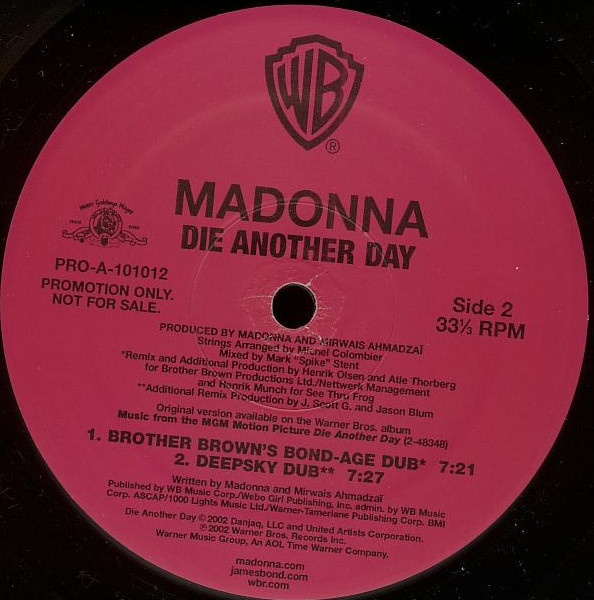 WB
®
MADONNA
DIE ANOTHER DAY
Metro Goldwyn Mayer
PRO-A-101012
PROMOTION ONLY.
NOT FOR SALE.
Side 2
33⅓ RPM
PRODUCED BY MADONNA AND MIRWAIS AHMADZAÏ
Strings Arranged by Michel Colombier
Mixed by Mark "Spike" Stent
*Remix and Additional Production by Henrik Olsen and Atle Thorberg
for Brother Brown Productions Ltd./Nettwerk Management
and Henrik Munch for See Thru Frog
**Additional Remix Production by J. Scott G. and Jason Blum
Original version available on the Warner Bros. album
Music from the MGM Motion Picture Die Another Day (2-48348)
1. BROTHER BROWN'S BOND-AGE DUB* 7:21
2. DEEPSKY DUB** 7:27
Written by Madonna and Mirwais Ahmadzaï
Published by WB Music Corp./Webo Girl Publishing, Inc. admin. by WB Music
Corp. ASCAP/1000 Lights Music Ltd./Warner-Tamerlane Publishing Corp. BMI
Die Another Day © 2002 Danjaq, LLC and United Artists Corporation.
℗ 2002 Warner Bros. Records Inc.
Warner Music Group, An AOL Time Warner Company.
madonna.com
jamesbond.com
wbr.com